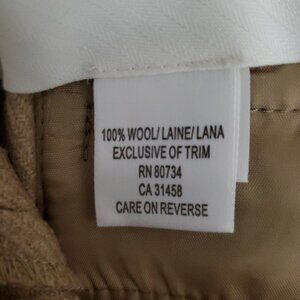 100% WOOL/ LAINE/ LANA
EXCLUSIVE OF TRIM
RN 80734
CA 31458
CARE ON REVERSE